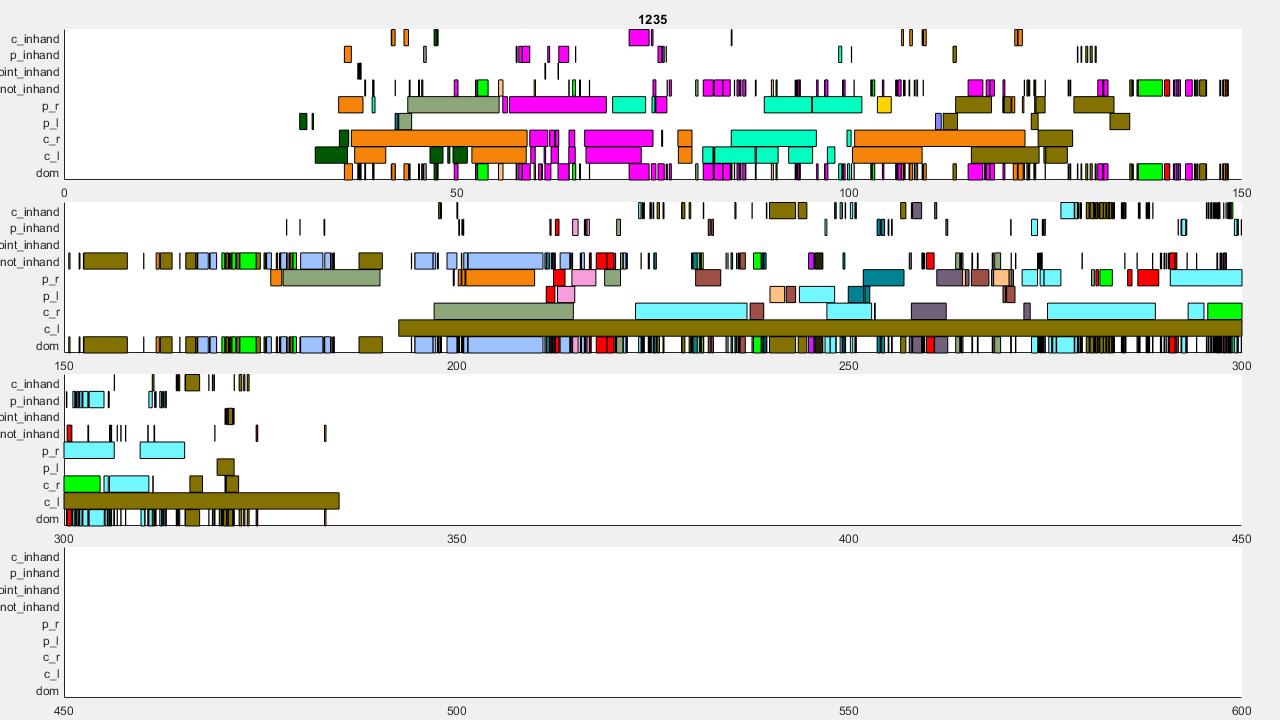 1235
c_inhand
p_inhand
oint_inhand
not_inhand
p_r
p_l
c_r
c_l
dom
0 50 100 150
c_inhand
p_inhand
oint_inhand
not_inhand
p_r
p_l
c_r
c_l
dom
150 200 250 300
c_inhand
p_inhand
oint_inhand
not_inhand
p_r
p_l
c_r
c_l
dom
300 350 400 450
c_inhand
p_inhand
oint_inhand
not_inhand
p_r
p_l
c_r
c_l
dom
450 500 550 600